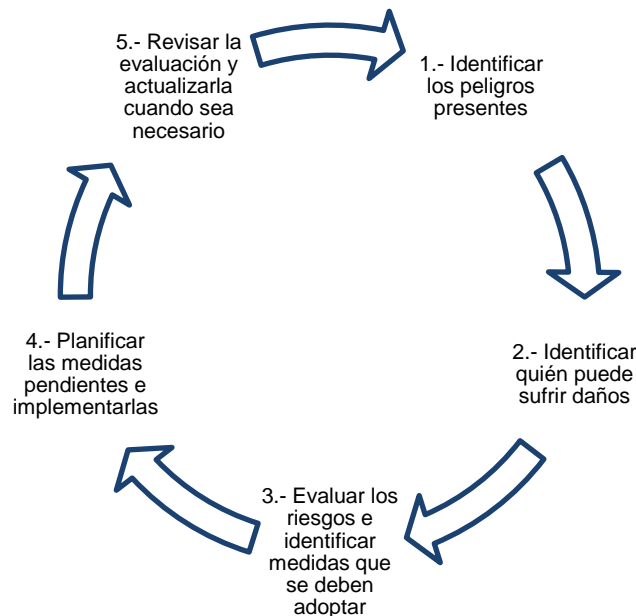 1.- Identificar
los peligros
presentes
2.- Identificar
quién puede
sufrir daños
3.- Evaluar los
riesgos e
identificar
medidas que
se deben
adoptar
4.- Planificar
las medidas
pendientes e
implementarlas
5.- Revisar la
evaluación y
actualizarla
cuando sea
necesario